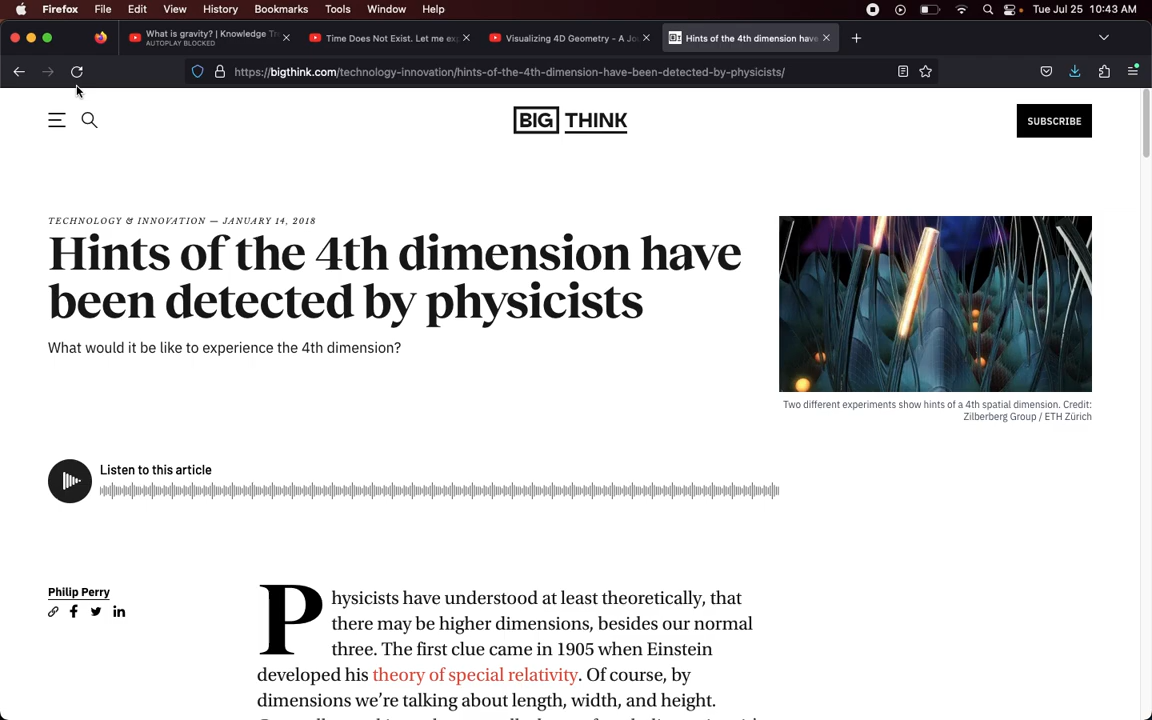 Firefox File Edit View History Bookmarks Tools Window Help Tue Jul 25 10:43 AM
What is gravity? | Knowledge Tr
AUTOPLAY BLOCKED
Time Does Not Exist. Let me ex
Visualizing 4D Geometry - A Jo
Hints of the 4th dimension have
https://bigthink.com/technology-innovation/hints-of-the-4th-dimension-have-been-detected-by-physicists/
BIG THINK
SUBSCRIBE
TECHNOLOGY & INNOVATION — JANUARY 14, 2018
Hints of the 4th dimension have
been detected by physicists
What would it be like to experience the 4th dimension?
Two different experiments show hints of a 4th spatial dimension. Credit:
Zilberberg Group / ETH Zürich
Listen to this article
Philip Perry
Physicists have understood at least theoretically, that
there may be higher dimensions, besides our normal
three. The first clue came in 1905 when Einstein
developed his theory of special relativity. Of course, by
dimensions we're talking about length, width, and height.